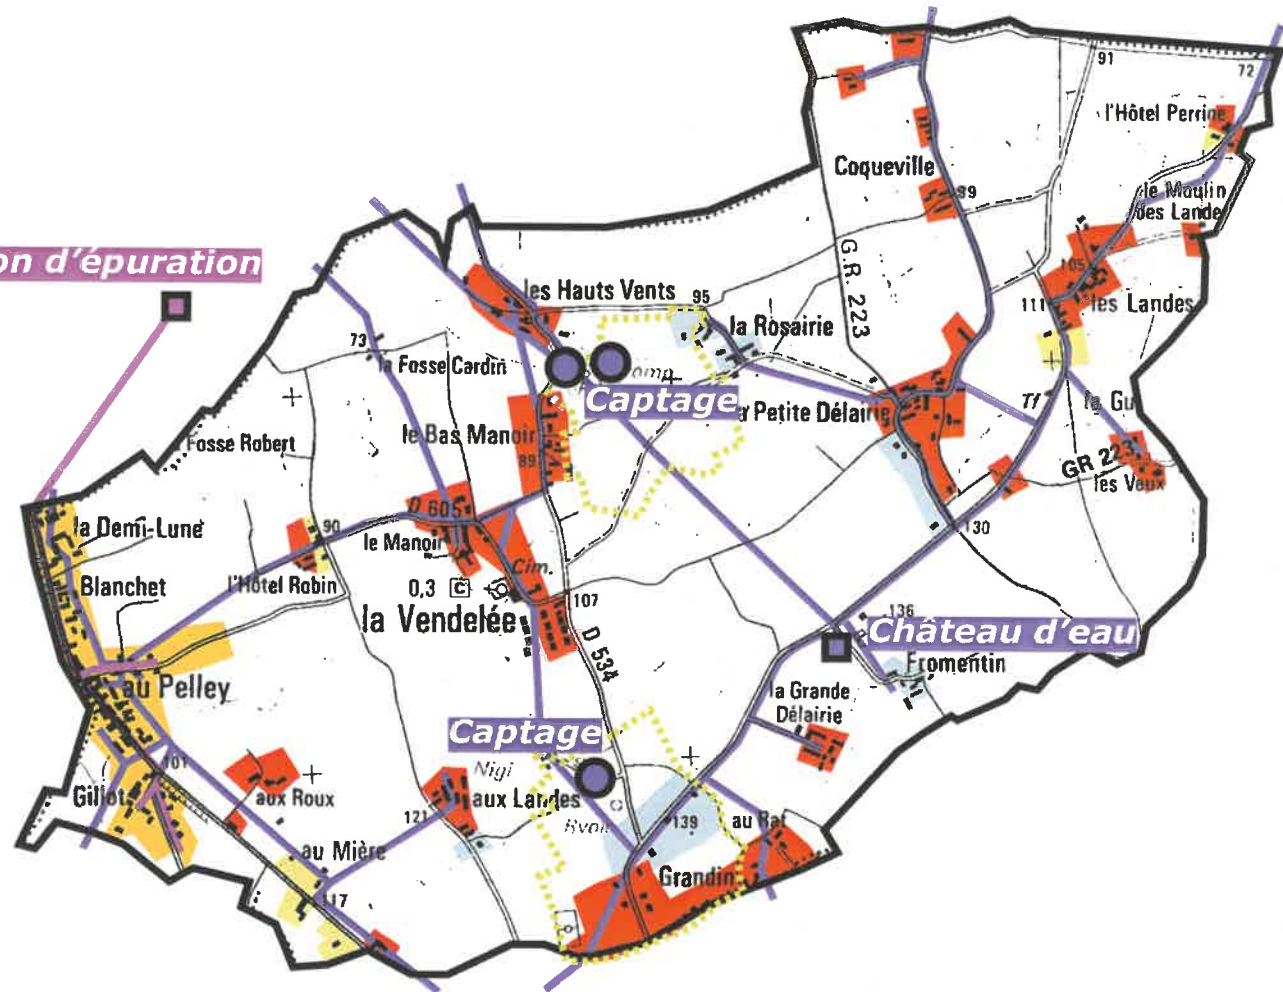 91
72
l'Hôtel Perrine
Coqueville
89
le Moulin
des Lande
G.R. 223
on d'épuration
les Hauts Vents
95
la Rosairie
105
111
les Landes
73
la Fosse Cardin
Captage
Petite Délairie
Tf
la Gu
GR 223
les Vaux
Fosse Robert
le Bas Manoir
89
D 605
la Demi-Lune
90
le Manoir
130
Blanchet
l'Hôtel Robin
0,3
C
Cim.
107
la Vendelée
D 534
136
Château d'eau
Fromentin
au Pelley
la Grande
Délairie
Captage
101
Gillot
aux Roux
Nigi
aux Landes
121
139
au Raf
au Mière
Grandin
117